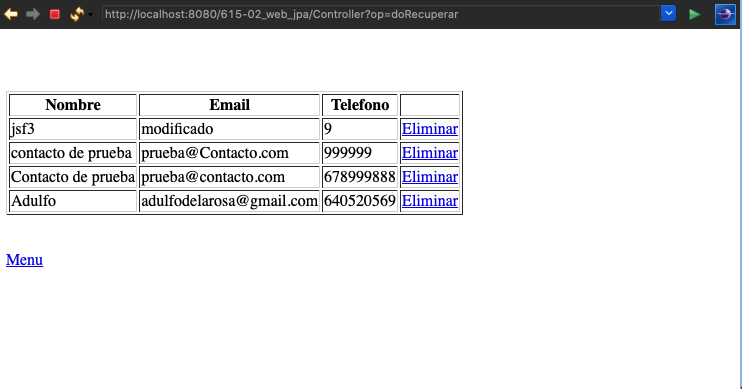 http://localhost:8080/615-02_web_jpa/Controller?op=doRecuperar
Nombre Email Telefono
jsf3 modificado 9 Eliminar
contacto de prueba prueba@Contacto.com 999999 Eliminar
Contacto de prueba prueba@contacto.com 678999888 Eliminar
Adulfo adulfodelarosa@gmail.com 640520569 Eliminar
Menu